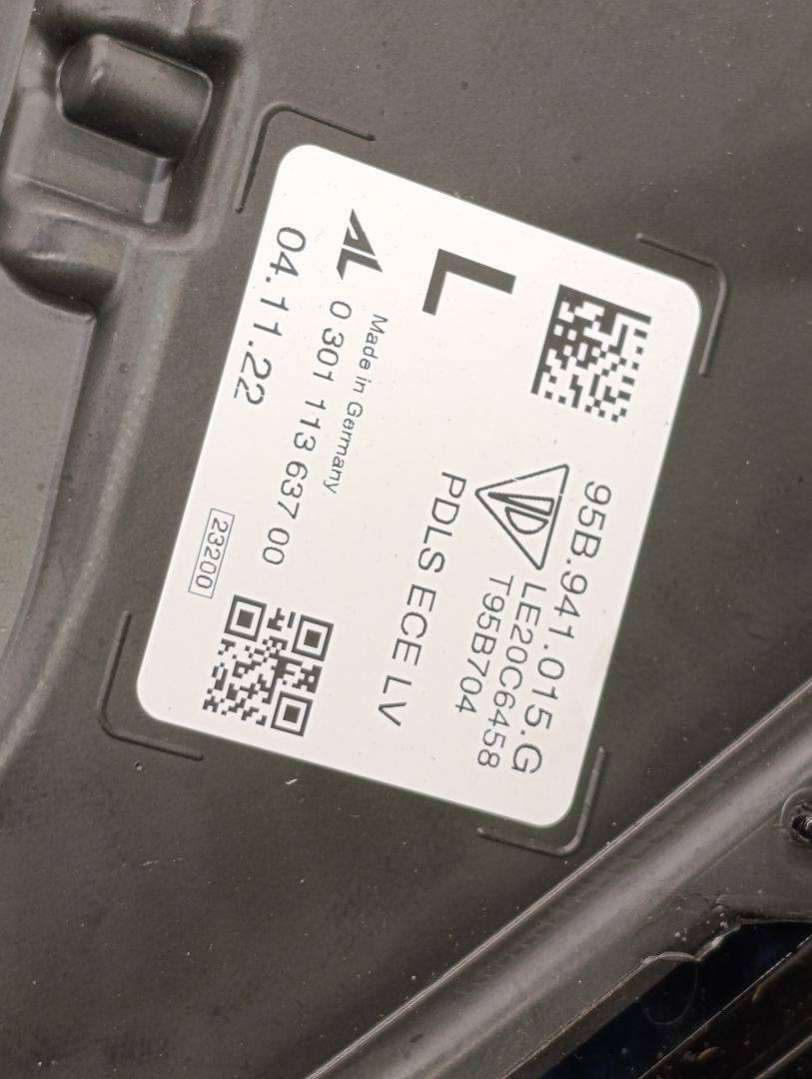 95B.941.015.G
LE20C6458
T95B704
L
PDLS ECE LV
Made in Germany
AL
0 301 113 637 00
04.11.22
23200